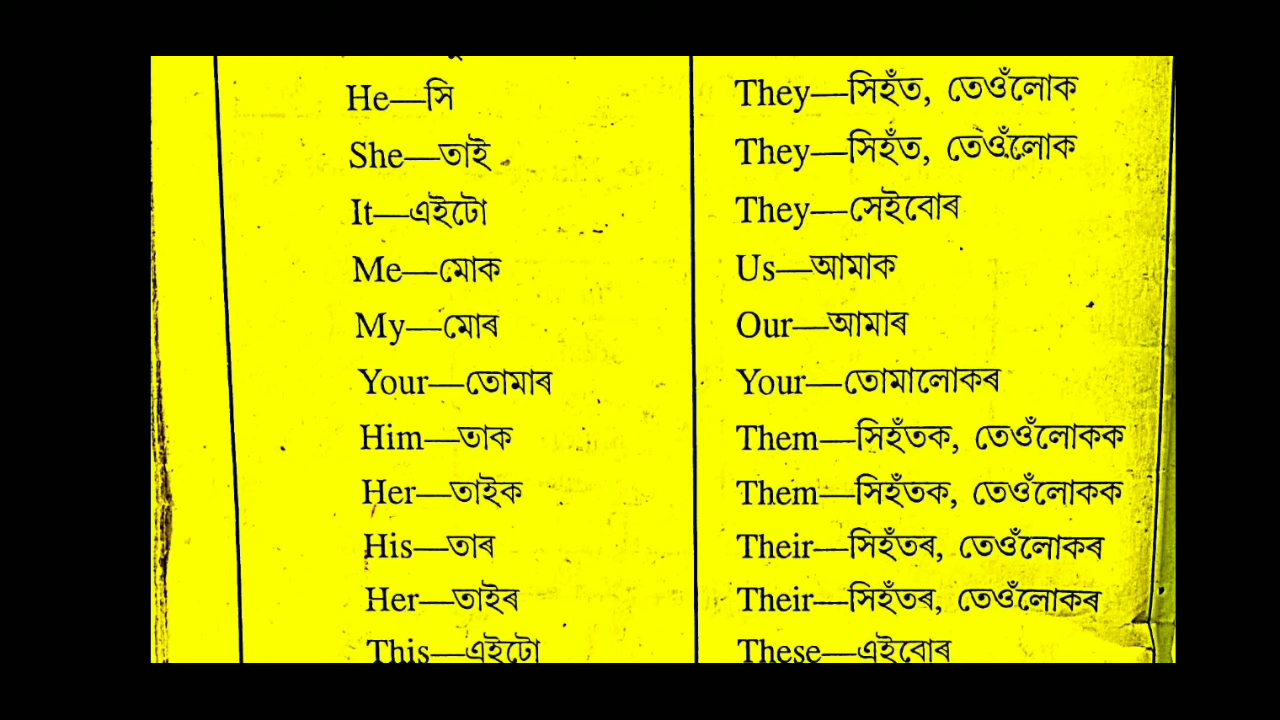 He—সি They—সিহঁত, তেওঁলোক
She—তাই They—সিহঁত, তেওঁলোক
It—এইটো They—সেইবোৰ
Me—মোক Us—আমাক
My—মোৰ Our—আমাৰ
Your—তোমাৰ Your—তোমালোকৰ
Him—তাক Them—সিহঁতক, তেওঁলোকক
Her—তাইক Them—সিহঁতক, তেওঁলোকক
His—তাৰ Their—সিহঁতৰ, তেওঁলোকৰ
Her—তাইৰ Their—সিহঁতৰ, তেওঁলোকৰ
This—এইটো These—এইবোৰ